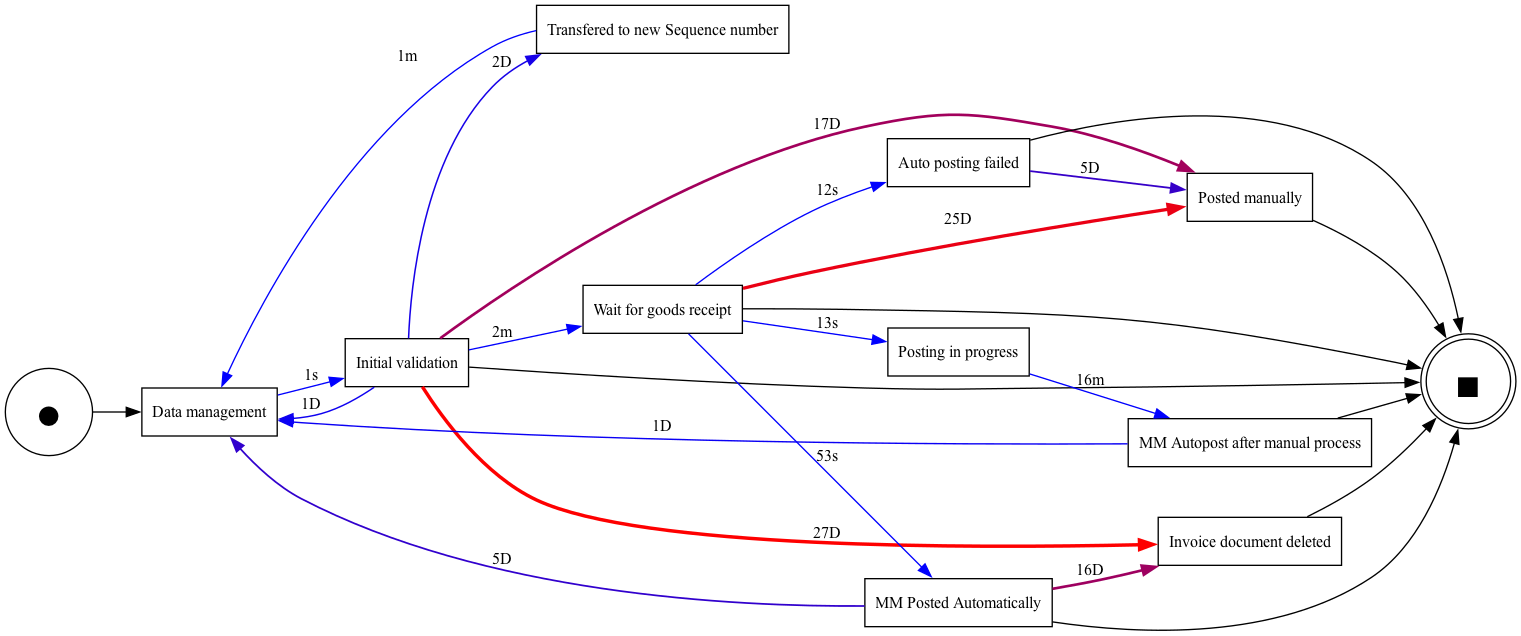 Transfered to new Sequence number
1m
2D
17D
Auto posting failed
5D
12s
Posted manually
25D
Wait for goods receipt
2m
13s
Posting in progress
Initial validation
1s
16m
Data management
1D
1D
MM Autopost after manual process
53s
27D
Invoice document deleted
5D
16D
MM Posted Automatically